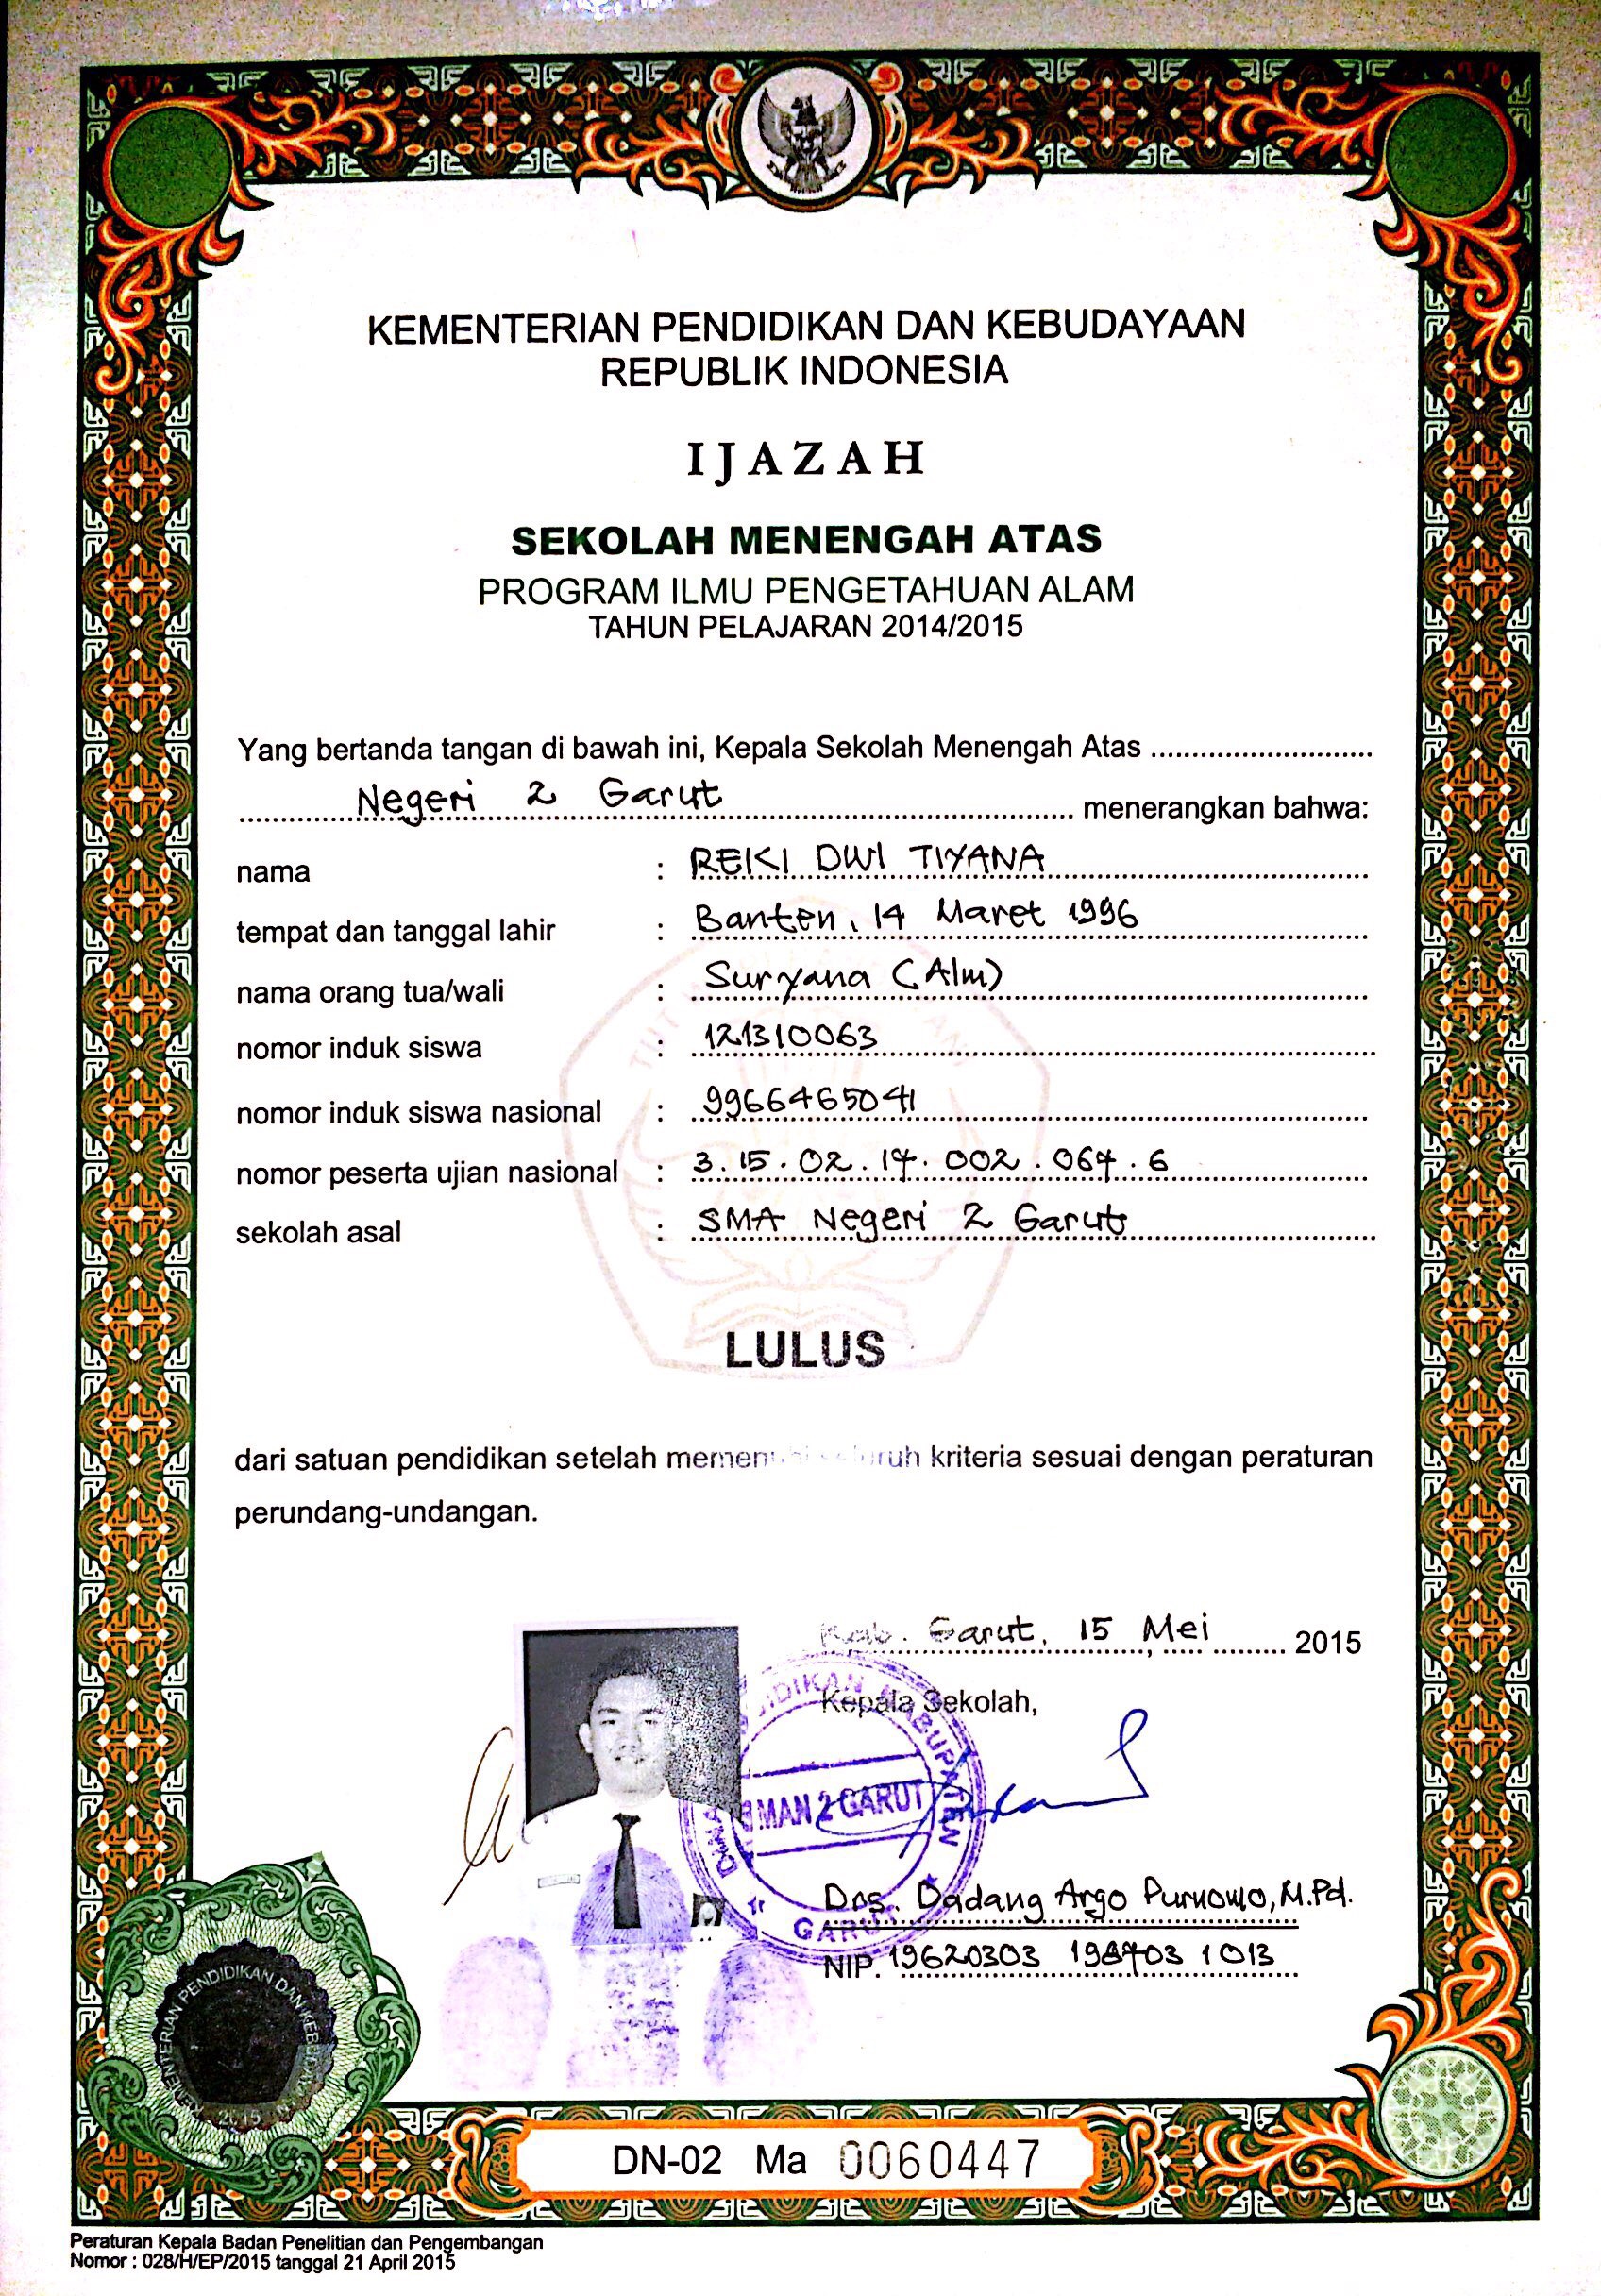 KEMENTERIAN PENDIDIKAN DAN KEBUDAYAAN
REPUBLIK INDONESIA
IJAZAH
SEKOLAH MENENGAH ATAS
PROGRAM ILMU PENGETAHUAN ALAM
TAHUN PELAJARAN 2014/2015
Yang bertanda tangan di bawah ini, Kepala Sekolah Menengah Atas
Negeri 2 Garut menerangkan bahwa:
nama : REIKI DWI TIYANA
tempat dan tanggal lahir : Banten, 14 Maret 1996
nama orang tua/wali : Suryana (Alm)
nomor induk siswa : 121310063
nomor induk siswa nasional : 9966465041
nomor peserta ujian nasional : 3.15.02.17.002.064.6
sekolah asal : SMA Negeri 2 Garut
LULUS
dari satuan pendidikan setelah memenuhi seluruh kriteria sesuai dengan peraturan
perundang-undangan.
Kab. Garut, 15 Mei 2015
Kepala Sekolah,
KABUPATEN
SMAN 2 GARUT
GARUT
Drs. Dadang Argo Purnowo, M.Pd.
NIP. 19620303 198703 1 013
KEMENTERIAN PENDIDIKAN DAN KEBUDAYAAN
2015
DN-02 Ma 0060447
Peraturan Kepala Badan Penelitian dan Pengembangan
Nomor : 028/H/EP/2015 tanggal 21 April 2015